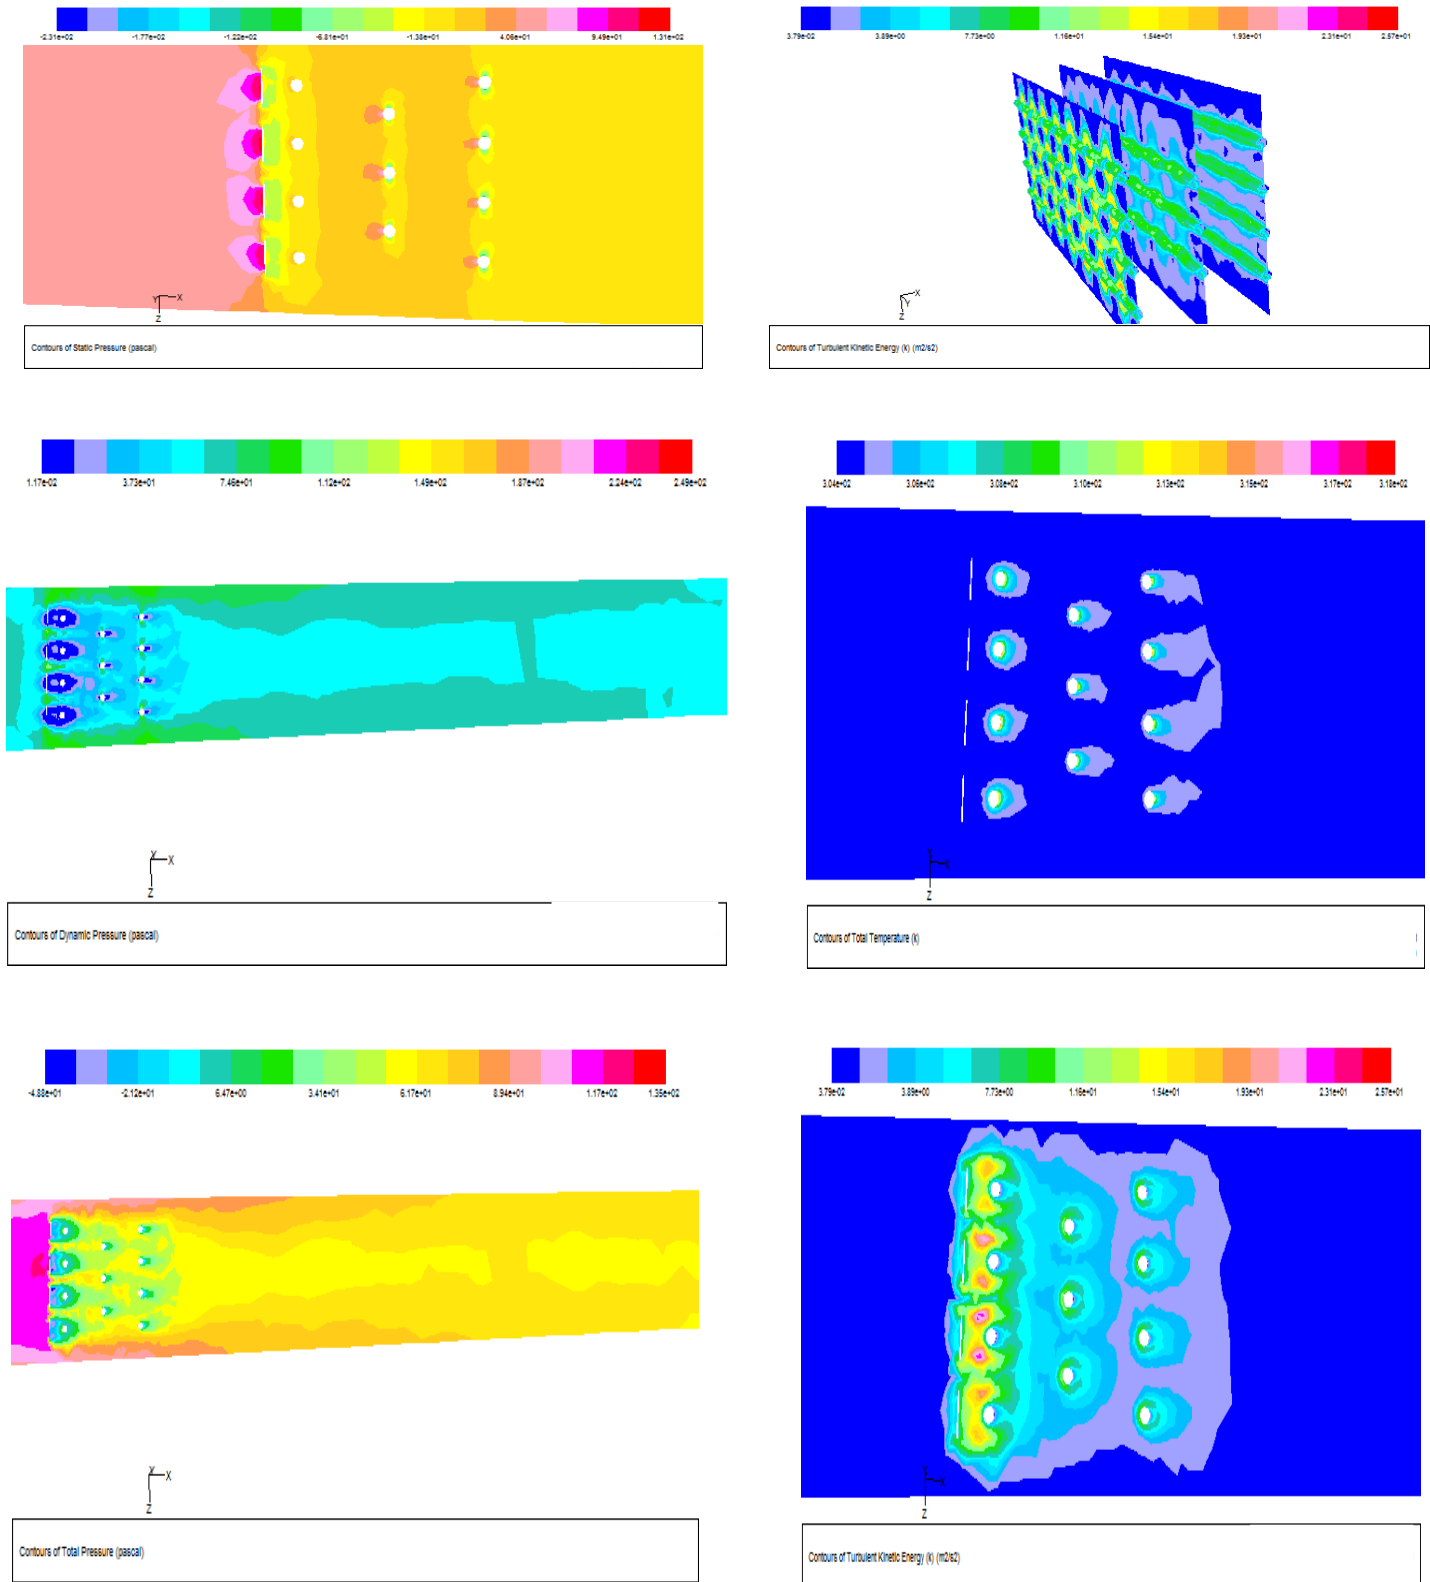 -2.31e+02 -1.77e+02 -1.22e+02 -6.81e+01 -1.38e+01 4.06e+01 9.49e+01 1.31e+02
Y X
Z
Contours of Static Pressure (pascal)
3.79e-02 3.89e+00 7.73e+00 1.16e+01 1.54e+01 1.93e+01 2.31e+01 2.57e+01
X
Y
Z
Contours of Turbulent Kinetic Energy (k) (m2/s2)
1.17e-02 3.73e+01 7.46e+01 1.12e+02 1.49e+02 1.87e+02 2.24e+02 2.49e+02
Y X
Z
Contours of Dynamic Pressure (pascal)
3.04e+02 3.06e+02 3.08e+02 3.10e+02 3.13e+02 3.15e+02 3.17e+02 3.18e+02
Y X
Z
Contours of Total Temperature (k)
-4.88e+01 -2.12e+01 6.47e+00 3.41e+01 6.17e+01 8.94e+01 1.17e+02 1.35e+02
Y X
Z
Contours of Total Pressure (pascal)
3.79e-02 3.89e+00 7.73e+00 1.16e+01 1.54e+01 1.93e+01 2.31e+01 2.57e+01
Y X
Z
Contours of Turbulent Kinetic Energy (k) (m2/s2)